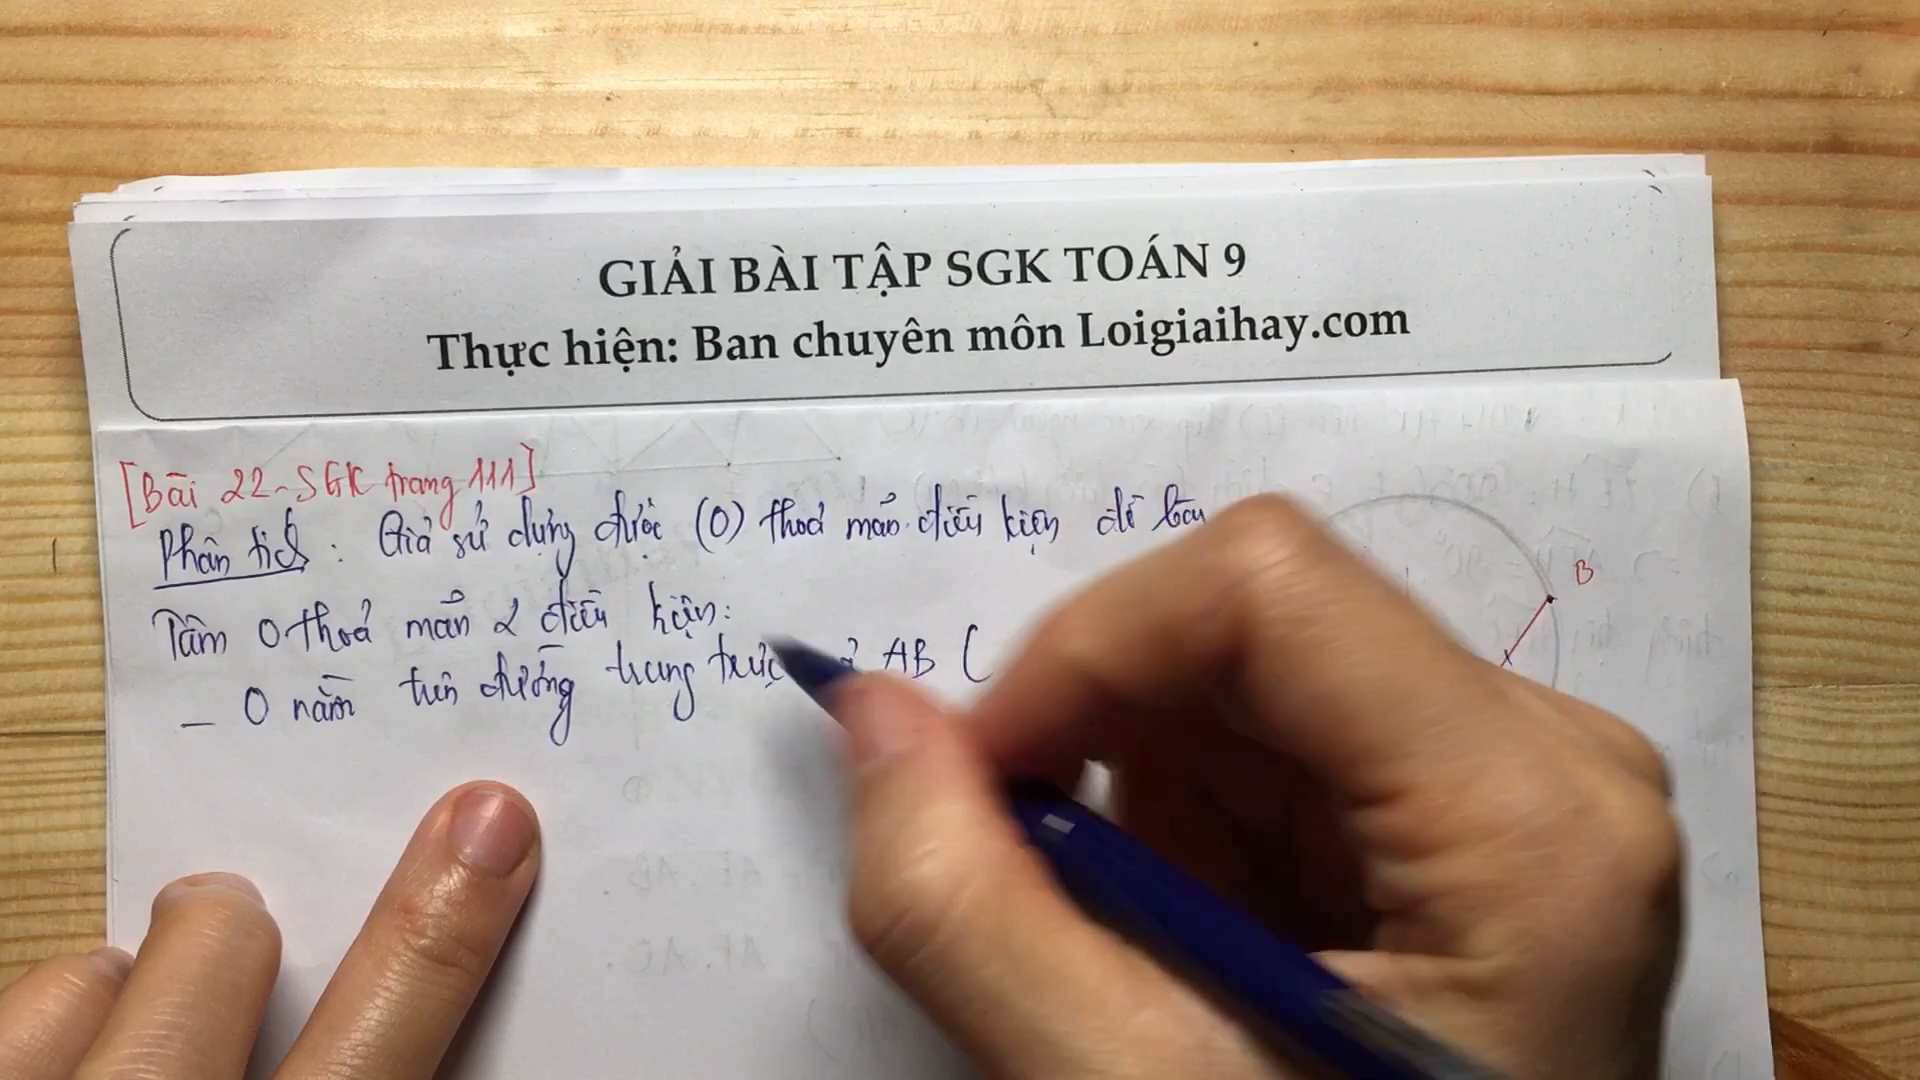 GIẢI BÀI TẬP SGK TOÁN 9
Thực hiện: Ban chuyên môn Loigiaihay.com
[Bài 22 - SGK trang 111]
Phân tích : Giả sử dựng được (O) thoả mãn điều kiện đề bài
B
Tâm O thoả mãn 2 điều kiện:
- O nằm trên đường trung trực AB (